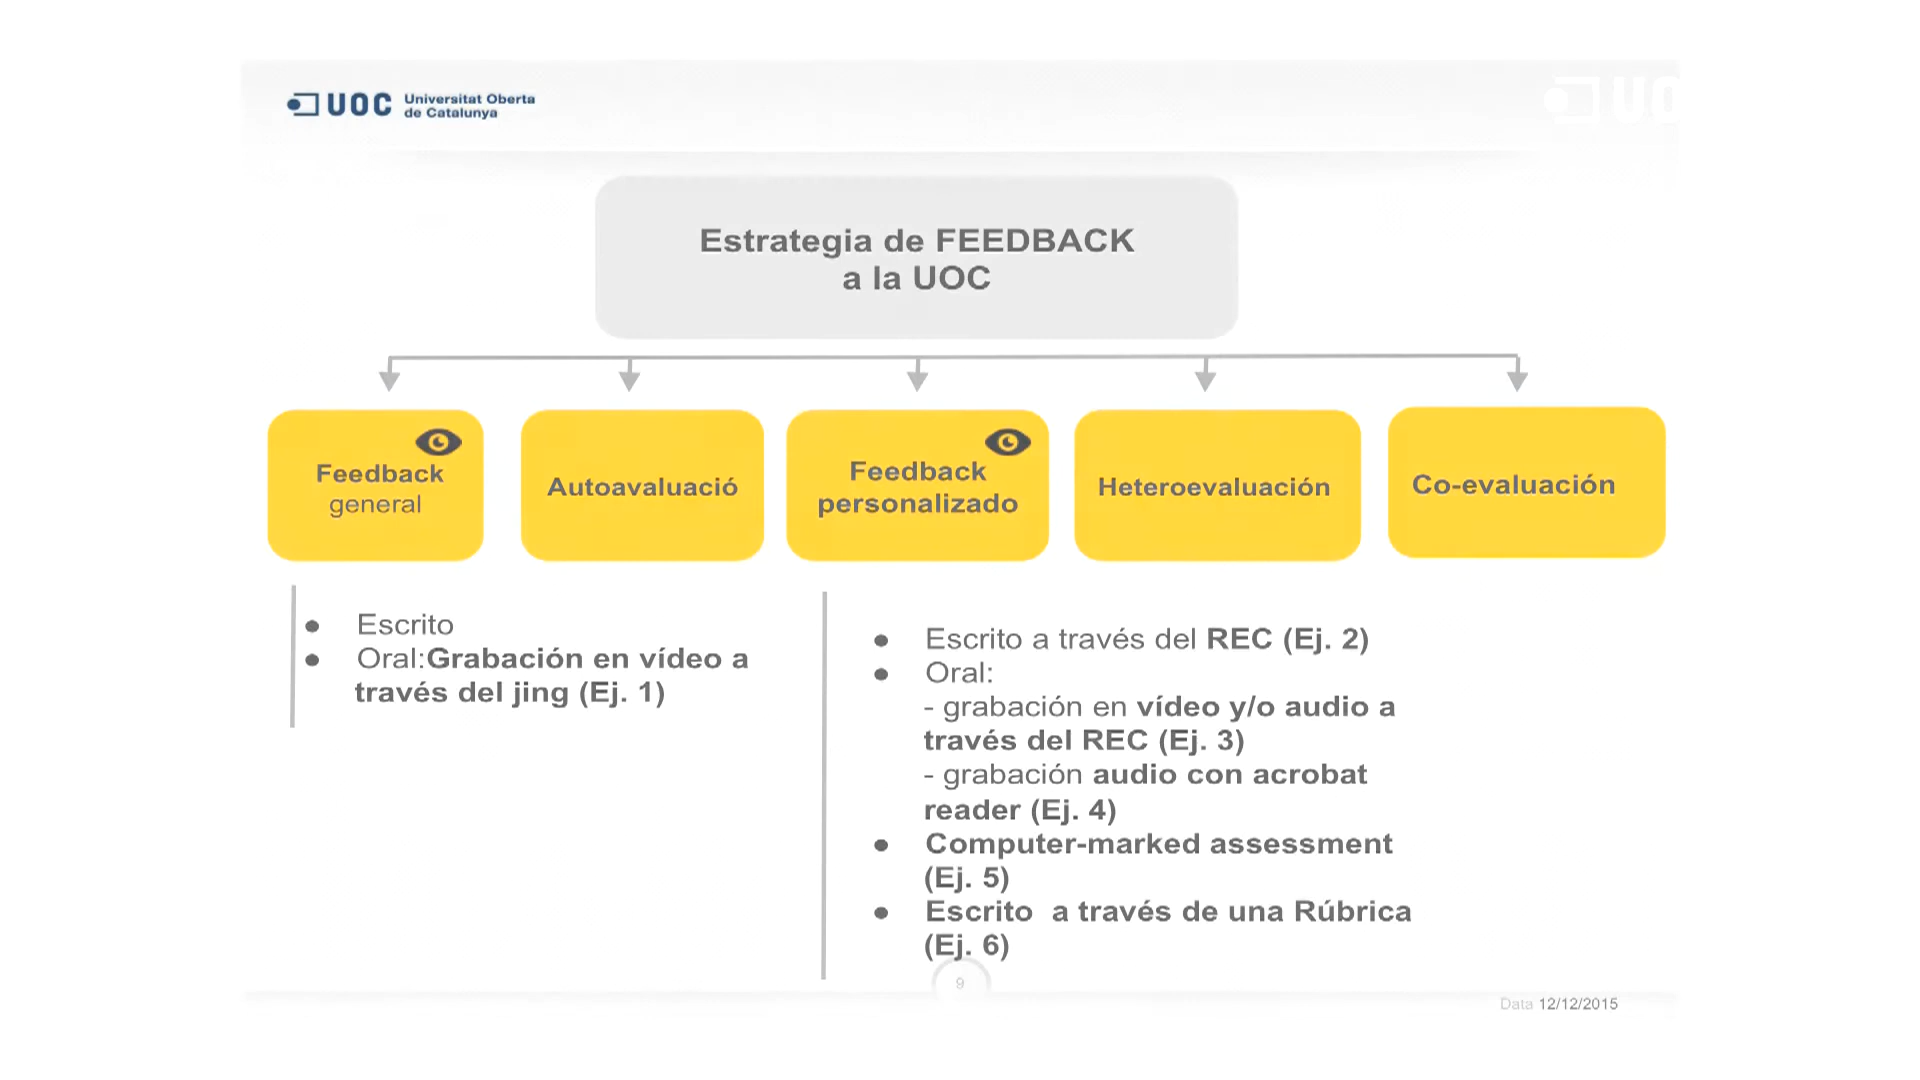 UOC Universitat Oberta
de Catalunya
UO
Estrategia de FEEDBACK
a la UOC
Feedback
general
Autoavaluació
Feedback
personalizado
Heteroevaluación
Co-evaluación
● Escrito
● Oral:Grabación en vídeo a
través del jing (Ej. 1)
● Escrito a través del REC (Ej. 2)
● Oral:
- grabación en vídeo y/o audio a
través del REC (Ej. 3)
- grabación audio con acrobat
reader (Ej. 4)
● Computer-marked assessment
(Ej. 5)
● Escrito a través de una Rúbrica
(Ej. 6)
9
Data 12/12/2015